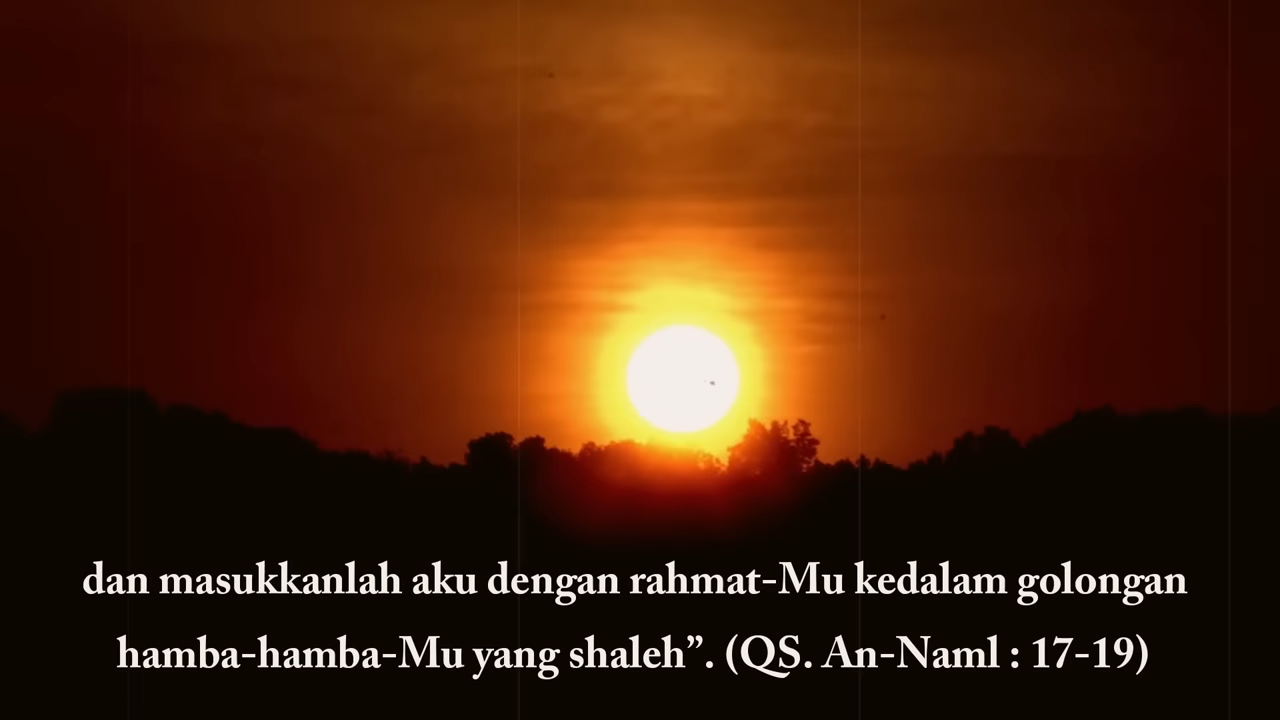 dan masukkanlah aku dengan rahmat-Mu kedalam golongan
hamba-hamba-Mu yang shaleh”. (QS. An-Naml : 17-19)